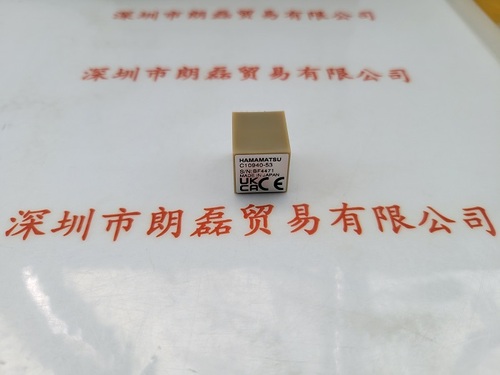 深圳市朗磊贸易有限公司
深圳市朗磊贸易有限公司
HAMAMATSU
C10940-53
S/N:BF4471
MADE IN JAPAN
UK
CA CE
深圳市朗磊贸易有限公司